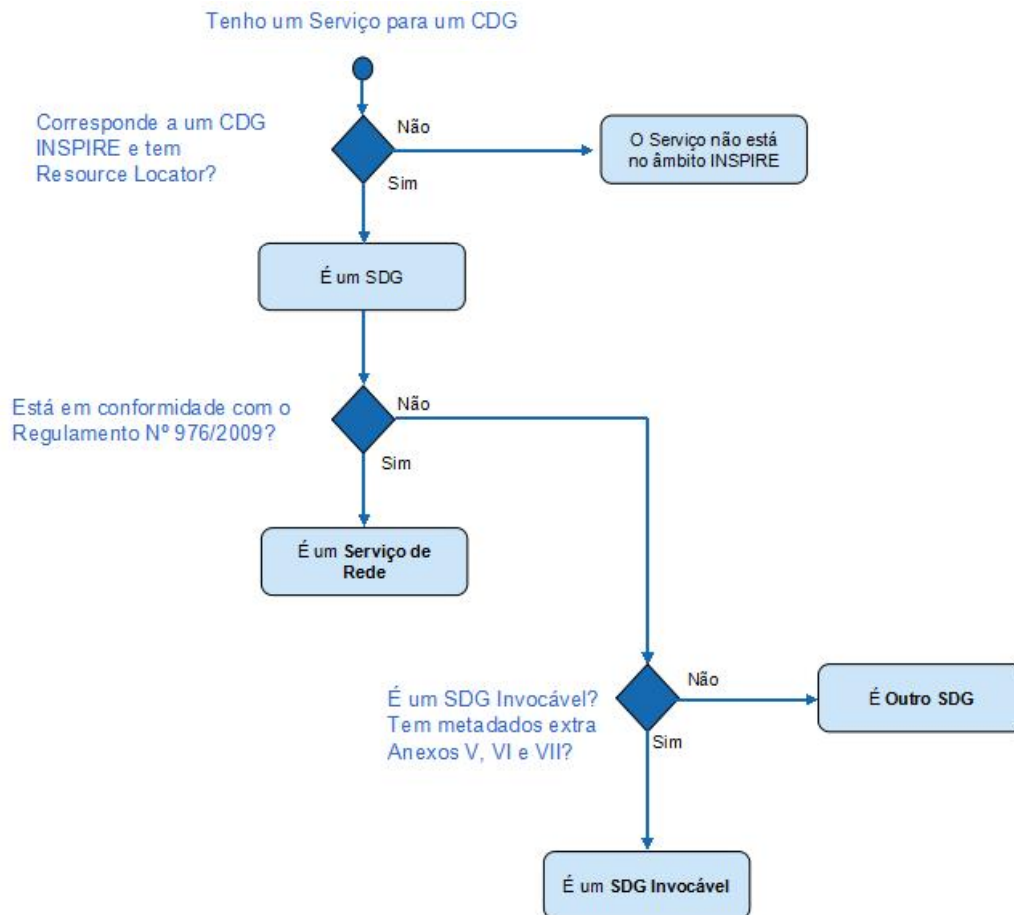 Tenho um Serviço para um CDG
Corresponde a um CDG
INSPIRE e tem
Resource Locator?
Não
O Serviço não está
no âmbito INSPIRE
Sim
É um SDG
Está em conformidade com o
Regulamento Nº 976/2009?
Não
Sim
É um Serviço de
Rede
É um SDG Invocável?
Tem metadados extra
Anexos V, VI e VII?
Não
É Outro SDG
Sim
É um SDG Invocável